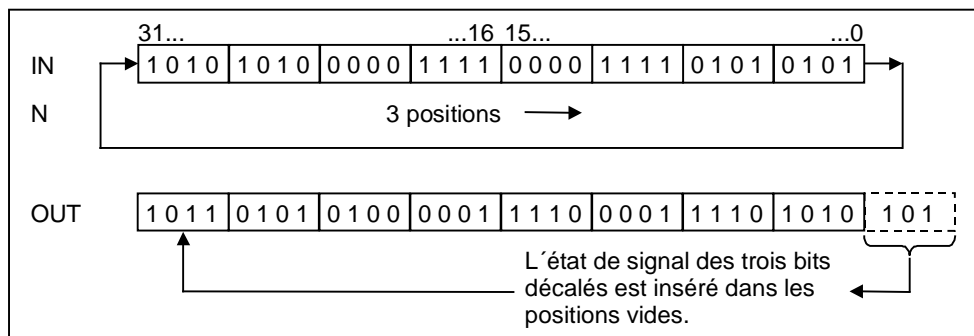 31... ...16 15... ...0
IN 1 0 1 0 1 0 1 0 0 0 0 0 1 1 1 1 0 0 0 0 1 1 1 1 0 1 0 1 0 1 0 1
N 3 positions
OUT 1 0 1 1 0 1 0 1 0 1 0 0 0 0 0 1 1 1 1 0 0 0 0 1 1 1 1 0 1 0 1 0 1 0 1
L´état de signal des trois bits
décalés est inséré dans les
positions vides.